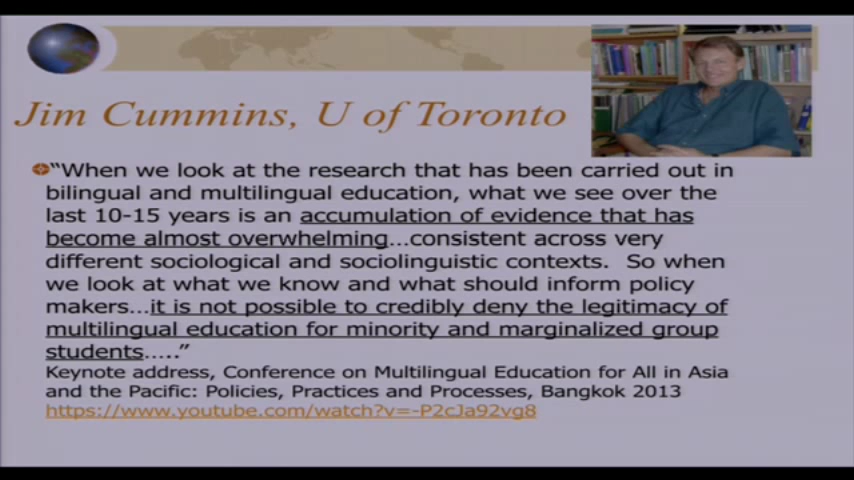 Jim Cummins, U of Toronto
“When we look at the research that has been carried out in
bilingual and multilingual education, what we see over the
last 10-15 years is an accumulation of evidence that has
become almost overwhelming...consistent across very
different sociological and sociolinguistic contexts.  So when
we look at what we know and what should inform policy
makers...it is not possible to credibly deny the legitimacy of
multilingual education for minority and marginalized group
students.....”
Keynote address, Conference on Multilingual Education for All in Asia
and the Pacific: Policies, Practices and Processes, Bangkok 2013
https://www.youtube.com/watch?v=-P2cJa92vg8